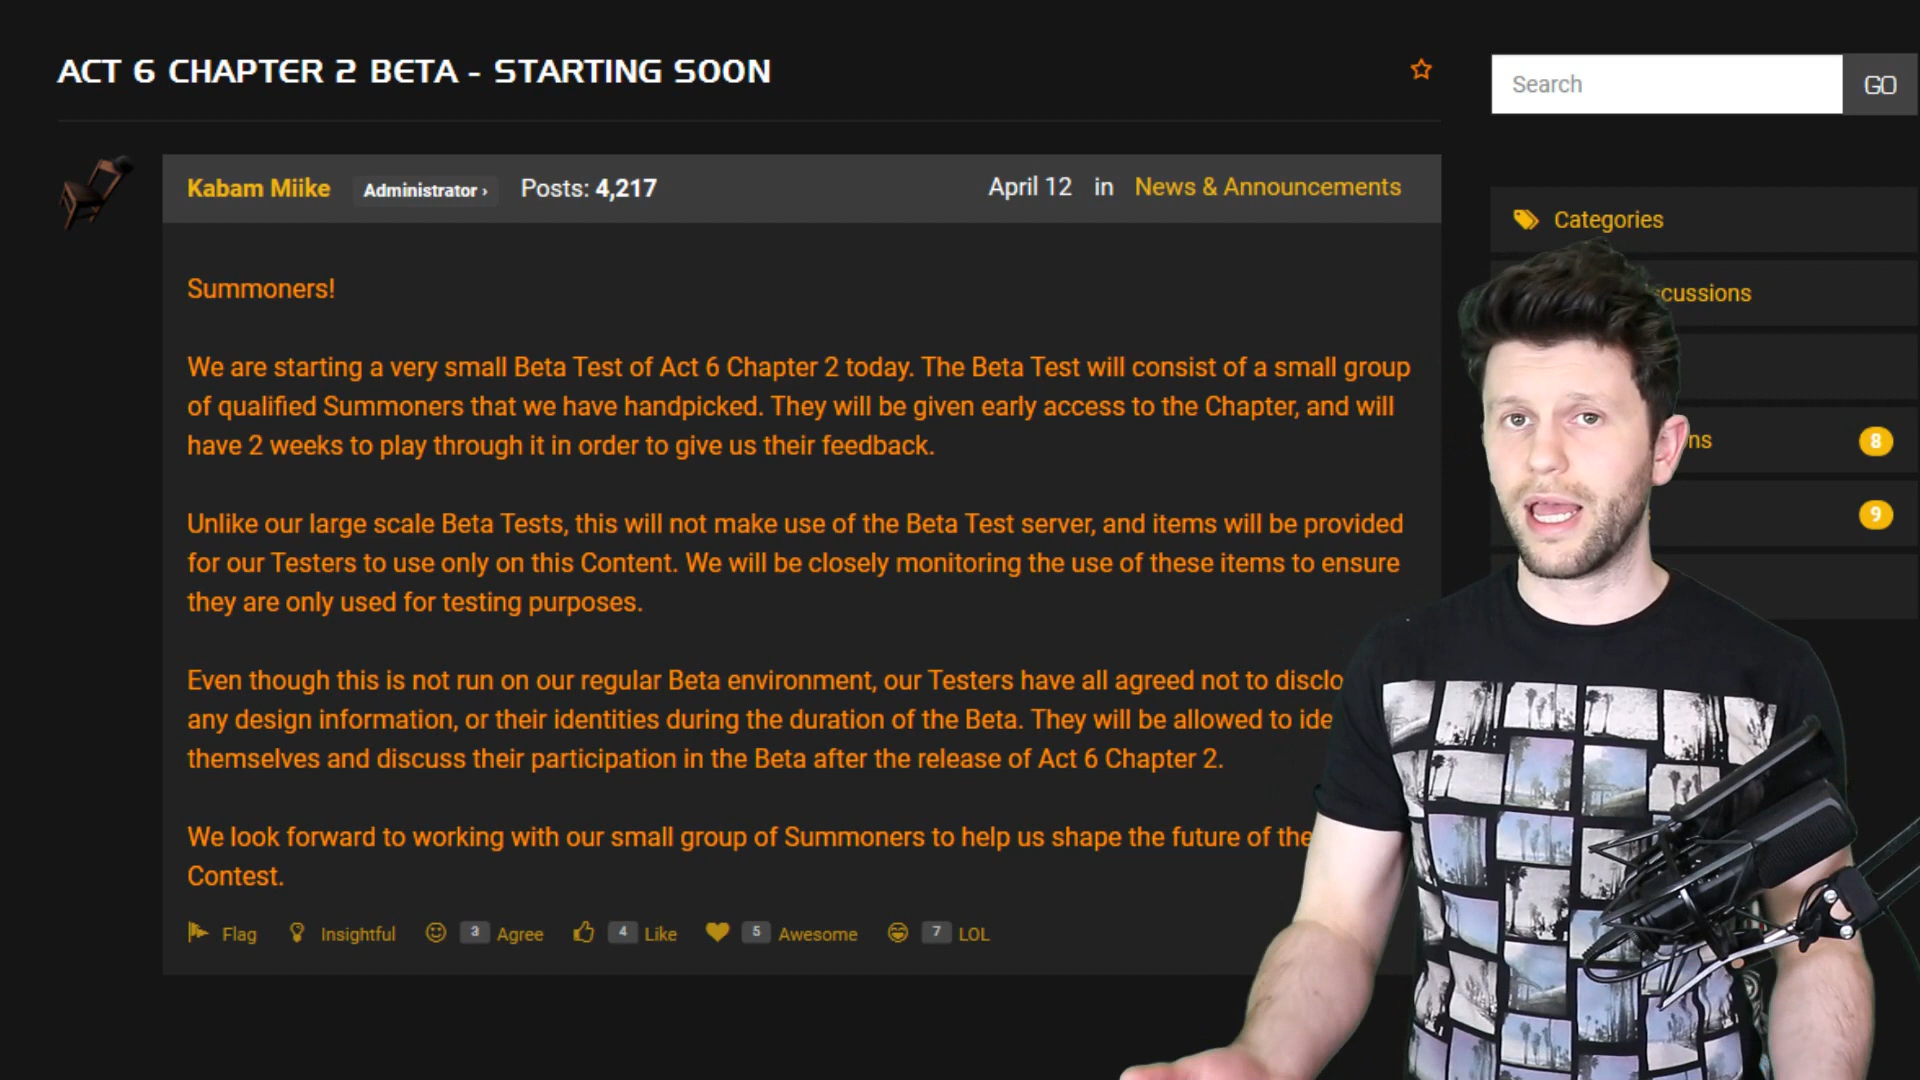 ACT 6 CHAPTER 2 BETA - STARTING SOON
Search
GO
Kabam Miike
Administrator ›
Posts: 4,217
April 12 in News & Announcements
Categories
cussions
ns
8
9
Summoners!
We are starting a very small Beta Test of Act 6 Chapter 2 today. The Beta Test will consist of a small group
of qualified Summoners that we have handpicked. They will be given early access to the Chapter, and will
have 2 weeks to play through it in order to give us their feedback.
Unlike our large scale Beta Tests, this will not make use of the Beta Test server, and items will be provided
for our Testers to use only on this Content. We will be closely monitoring the use of these items to ensure
they are only used for testing purposes.
Even though this is not run on our regular Beta environment, our Testers have all agreed not to disclo
any design information, or their identities during the duration of the Beta. They will be allowed to ide
themselves and discuss their participation in the Beta after the release of Act 6 Chapter 2.
We look forward to working with our small group of Summoners to help us shape the future of the
Contest.
Flag Insightful 3 Agree 4 Like 5 Awesome 7 LOL